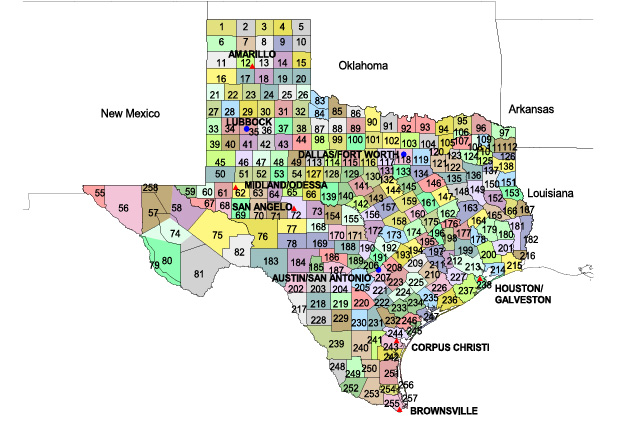 1 2 3 4 5
6 7 8 9 10
AMARILLO
11 12 13 14 15
Oklahoma
16 17 18 19 20
21 22 23 24 25 26
83
27 28 29 30 31 32 84 85 86
New Mexico
Arkansas
LUBBOCK
33 34 35 36 37 38 87 88 89 90 91 92 93 94 95 96 97
39 40 41 42 43 44 98 99 100 101 102 103 104 105 106 107 108 109 110 111 112
DALLAS/FORT WORTH
45 46 47 48 49 113 114 115 116 117 118 119 120 121 122 123 124 125 126
50 51 52 53 54 127 128 129 130 131 133 134 135 136 137 138
MIDLAND/ODESSA
55 56 57 258 58 59 60 61 62 63 64 65 66 139 140 141 142 143 144 145 146 147 148 149 150 151
Louisiana
SAN ANGELO
67 68 69 70 71 72 73 154 155 156 157 158 159 160 161 162 163 164 165 166 187 152 153
74 75 76 77 168 170 171 172 173 174 175 176 177 178 179 180 181
78 169 182
79 80 81 82 183 184 185 186 187 188 189 190 191 192 193 194 195 196 197 198 199 200 201
206 207 208 209 210 211 212 213 214 215 216
AUSTIN/SAN ANTONIO
202 203 204 205 221 222 223 224 225 226 227
HOUSTON/
GALVESTON
217 218 219 220 233 234 235 236 237 238
228 229 230 231 232 246 245 247
239 240 241 242 243 244
CORPUS CHRISTI
248 249 250 251
252 253 254 255 256 257
BROWNSVILLE